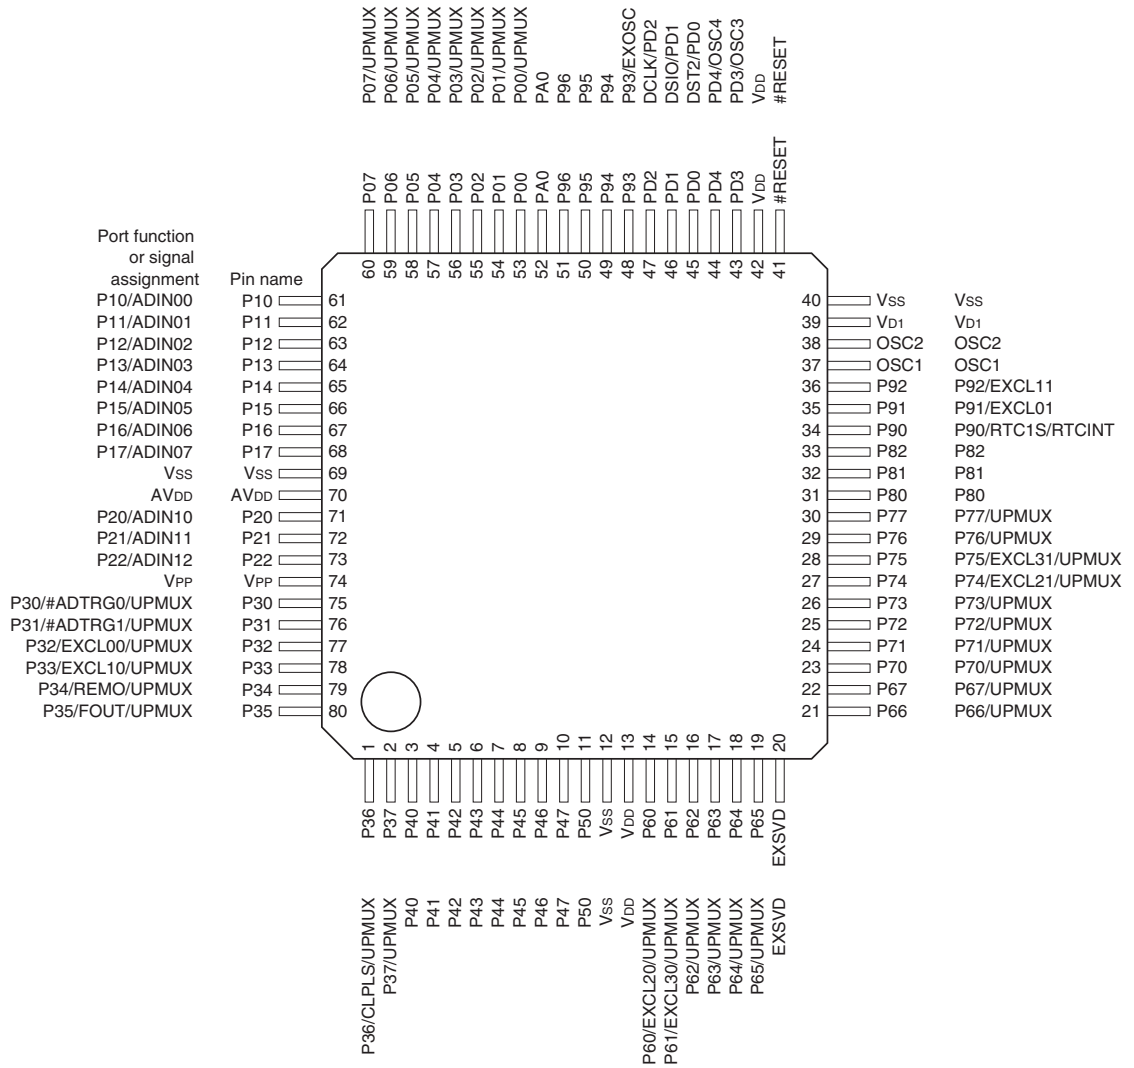 P07/UPMUX
P06/UPMUX
P05/UPMUX
P04/UPMUX
P03/UPMUX
P02/UPMUX
P01/UPMUX
P00/UPMUX
PA0
P96
P95
P94
P93/EXOSC
DCLK/PD2
DSIO/PD1
DST2/PD0
PD4/OSC4
PD3/OSC3
VDD
#RESET
P07
P06
P05
P04
P03
P02
P01
P00
PA0
P96
P95
P94
P93
PD2
PD1
PD0
PD4
PD3
VDD
#RESET
60
59
58
57
56
55
54
53
52
51
50
49
48
47
46
45
44
43
42
41
Port function
or signal
assignment Pin name
P10/ADIN00 P10 61
P11/ADIN01 P11 62
P12/ADIN02 P12 63
P13/ADIN03 P13 64
P14/ADIN04 P14 65
P15/ADIN05 P15 66
P16/ADIN06 P16 67
P17/ADIN07 P17 68
VSS VSS 69
AVDD AVDD 70
P20/ADIN10 P20 71
P21/ADIN11 P21 72
P22/ADIN12 P22 73
VPP VPP 74
P30/#ADTRG0/UPMUX P30 75
P31/#ADTRG1/UPMUX P31 76
P32/EXCL00/UPMUX P32 77
P33/EXCL10/UPMUX P33 78
P34/REMO/UPMUX P34 79
P35/FOUT/UPMUX P35 80
40 VSS VSS
39 VD1 VD1
38 OSC2 OSC2
37 OSC1 OSC1
36 P92 P92/EXCL11
35 P91 P91/EXCL01
34 P90 P90/RTC1S/RTCINT
33 P82 P82
32 P81 P81
31 P80 P80
30 P77 P77/UPMUX
29 P76 P76/UPMUX
28 P75 P75/EXCL31/UPMUX
27 P74 P74/EXCL21/UPMUX
26 P73 P73/UPMUX
25 P72 P72/UPMUX
24 P71 P71/UPMUX
23 P70 P70/UPMUX
22 P67 P67/UPMUX
21 P66 P66/UPMUX
1
2
3
4
5
6
7
8
9
10
11
12
13
14
15
16
17
18
19
20
P36
P37
P40
P41
P42
P43
P44
P45
P46
P47
P50
VSS
VDD
P60
P61
P62
P63
P64
P65
EXSVD
P36/CLPLS/UPMUX
P37/UPMUX
P40
P41
P42
P43
P44
P45
P46
P47
P50
VSS
VDD
P60/EXCL20/UPMUX
P61/EXCL30/UPMUX
P62/UPMUX
P63/UPMUX
P64/UPMUX
P65/UPMUX
EXSVD